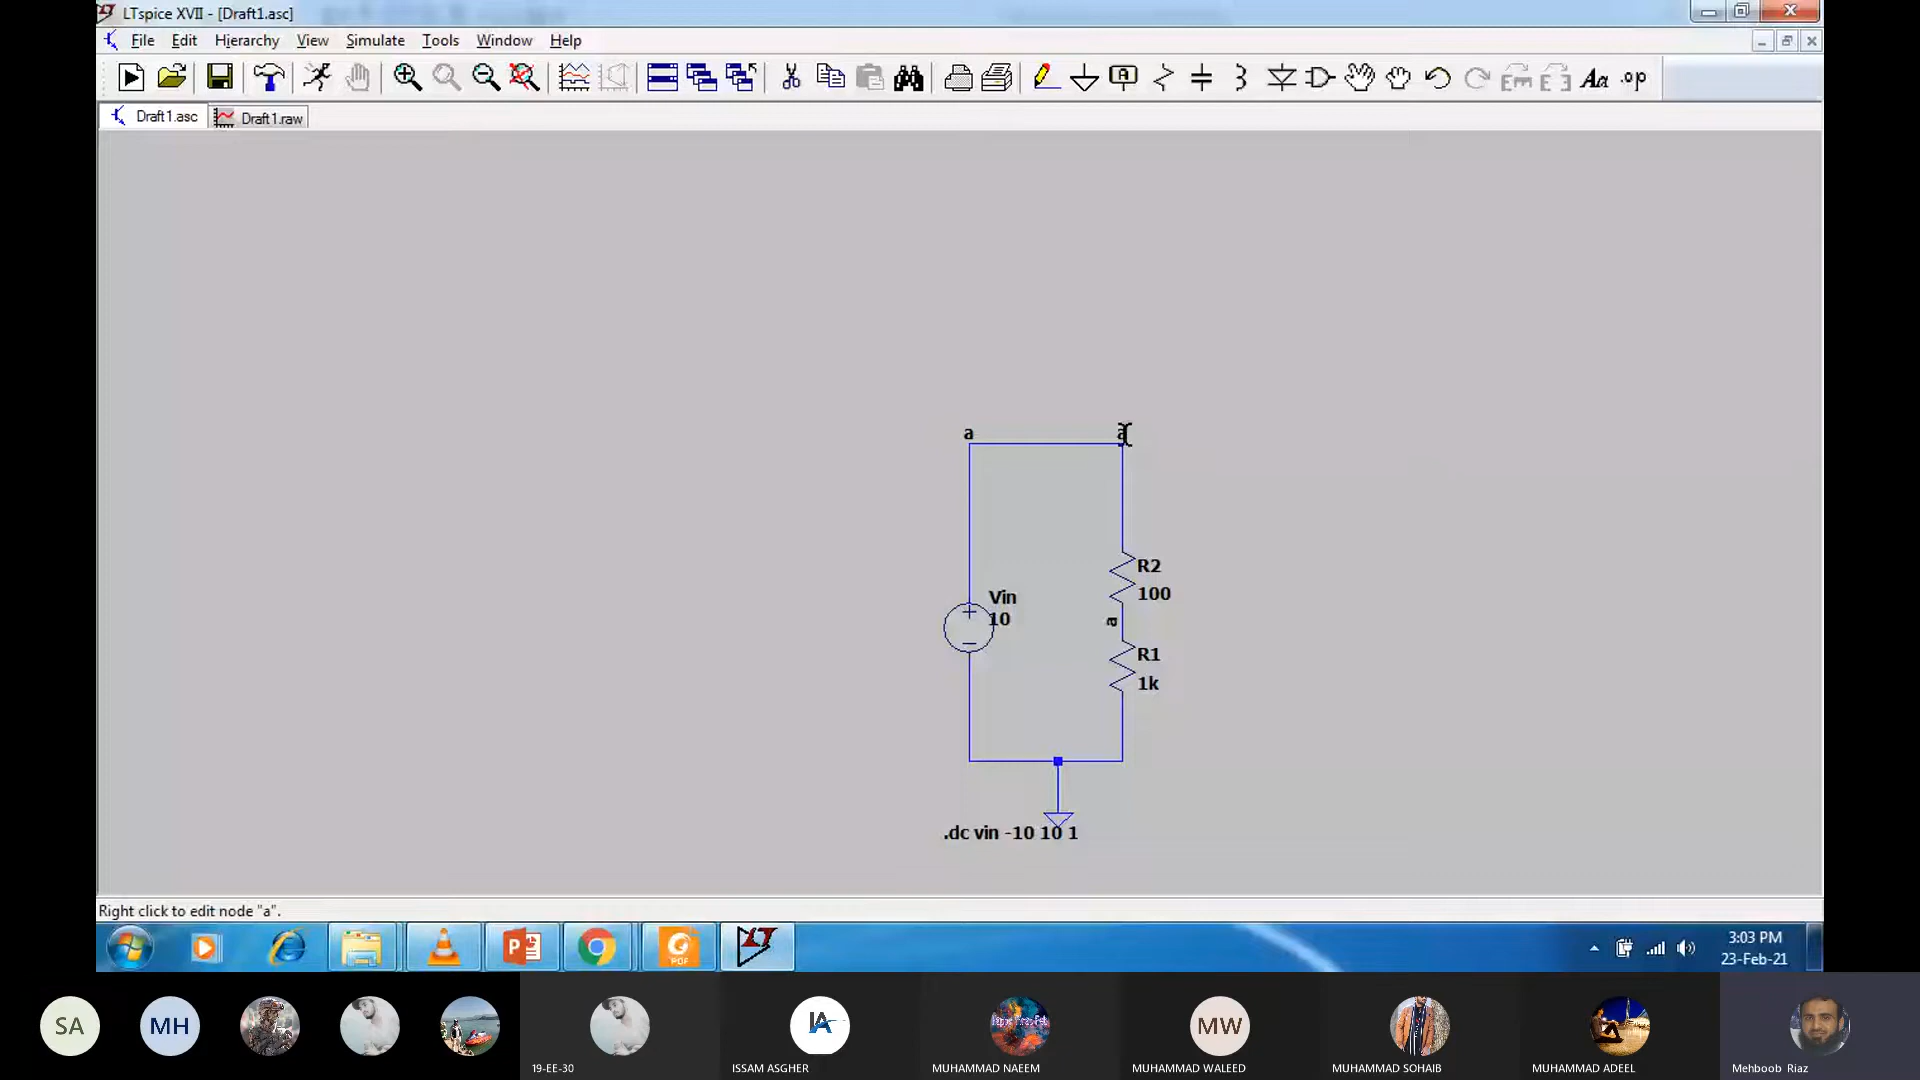 LTspice XVII - [Draft1.asc]
File Edit Hierarchy View Simulate Tools Window Help
Aa .op
Draft1.asc Draft1.raw
a a
R2
100
Vin
10
a
R1
1k
.dc vin -10 10 1
Right click to edit node "a".
3:03 PM
23-Feb-21
SA MH MW
19-EE-30 ISSAM ASGHER MUHAMMAD NAEEM MUHAMMAD WALEED MUHAMMAD SOHAIB MUHAMMAD ADEEL Mehboob Riaz